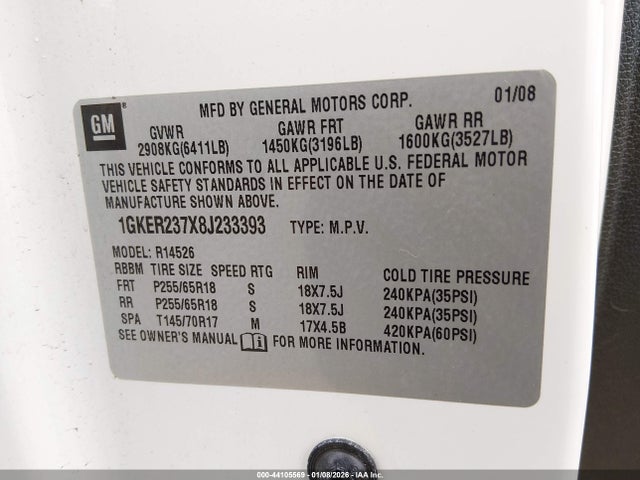 GM
MFD BY GENERAL MOTORS CORP. 01/08
GVWR GAWR FRT GAWR RR
2908KG(6411LB) 1450KG(3196LB) 1600KG(3527LB)
THIS VEHICLE CONFORMS TO ALL APPLICABLE U.S. FEDERAL MOTOR
VEHICLE SAFETY STANDARDS IN EFFECT ON THE DATE OF
MANUFACTURE SHOWN ABOVE.
1GKER237X8J233393 TYPE: M.P.V.
MODEL: R14526
RBBM TIRE SIZE SPEED RTG RIM COLD TIRE PRESSURE
FRT P255/65R18 S 18X7.5J 240KPA(35PSI)
RR P255/65R18 S 18X7.5J 240KPA(35PSI)
SPA T145/70R17 M 17X4.5B 420KPA(60PSI)
SEE OWNER'S MANUAL FOR MORE INFORMATION.
000-44105569 - 01/08/2026 - IAA Inc.